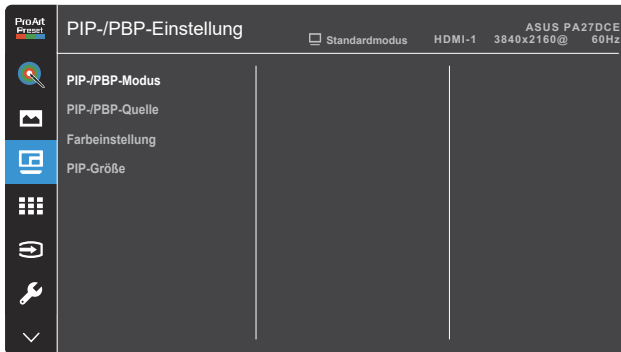 ProArt
Preset
PIP-/PBP-Einstellung
Standardmodus HDMI-1 ASUS PA27DCE
3840x2160@ 60Hz
PIP-/PBP-Modus
PIP-/PBP-Quelle
Farbeinstellung
PIP-Größe